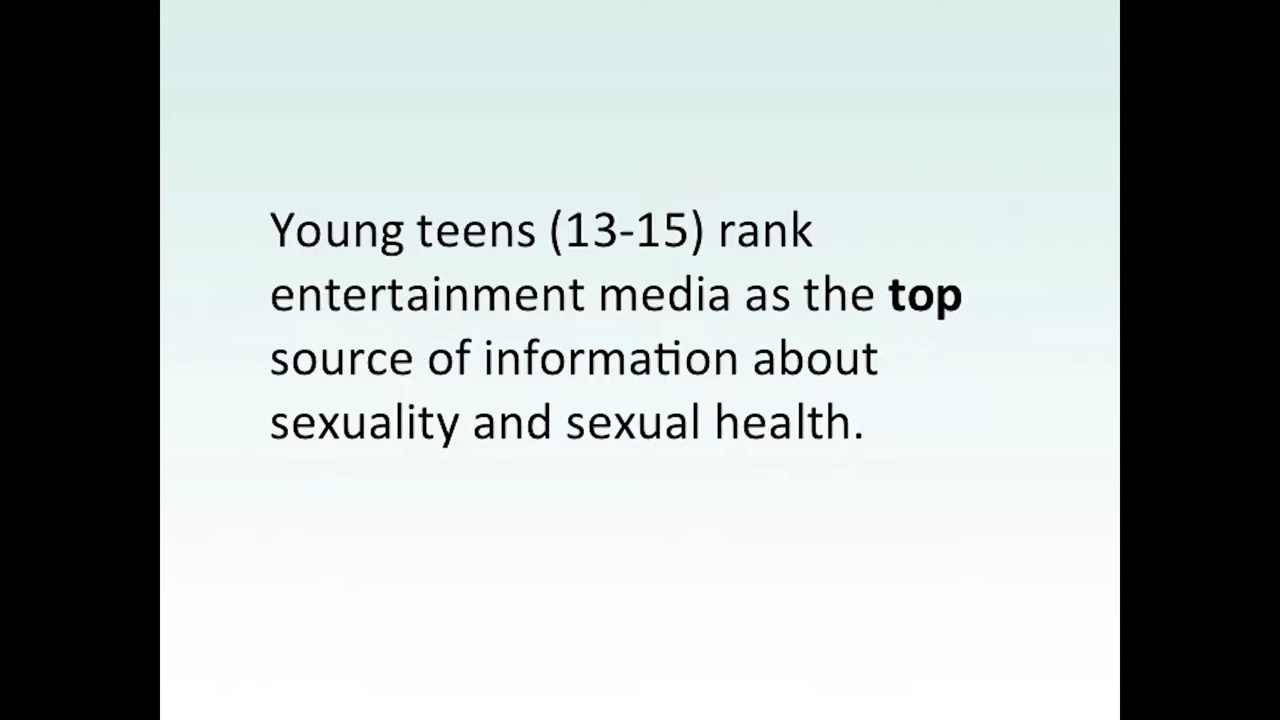 Young teens (13-15) rank
entertainment media as the top
source of information about
sexuality and sexual health.